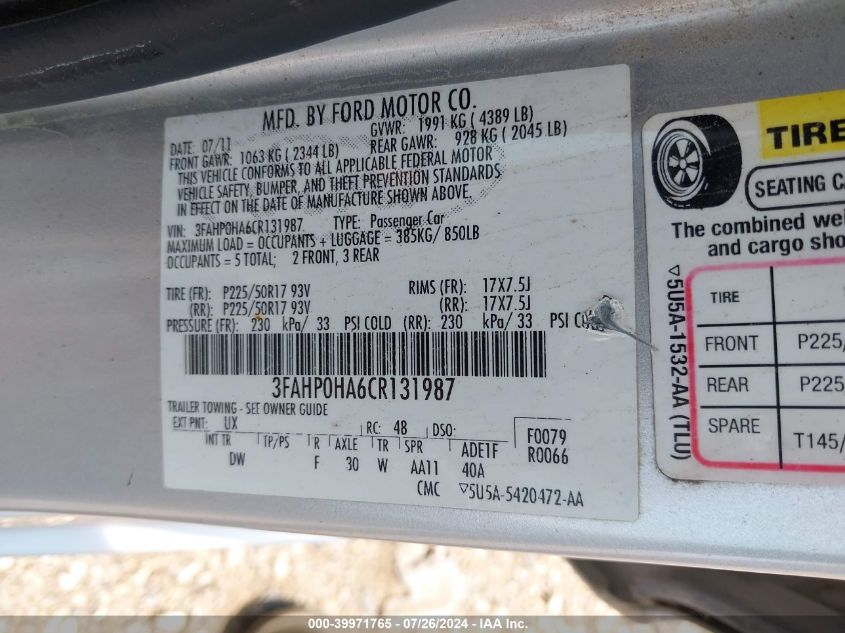 MFD. BY FORD MOTOR CO.
DATE: 07/11 GVWR: 1991 KG ( 4389 LB)
FRONT GAWR: 1063 KG ( 2344 LB) REAR GAWR: 928 KG ( 2045 LB)
THIS VEHICLE CONFORMS TO ALL APPLICABLE FEDERAL MOTOR
VEHICLE SAFETY, BUMPER, AND THEFT PREVENTION STANDARDS
IN EFFECT ON THE DATE OF MANUFACTURE SHOWN ABOVE.
VIN: 3FAHP0HA6CR131987 TYPE: Passenger Car
MAXIMUM LOAD = OCCUPANTS + LUGGAGE = 385KG/ 850LB
OCCUPANTS = 5 TOTAL; 2 FRONT, 3 REAR
TIRE (FR): P225/50R17 93V RIMS (FR): 17X7.5J
(RR): P225/50R17 93V (RR): 17X7.5J
PRESSURE (FR): 230 kPa/ 33 PSI COLD (RR): 230 kPa/ 33 PSI
3FAHP0HA6CR131987
TRAILER TOWING - SEE OWNER GUIDE
EXT PNT: UX RC: 48 DSO: F0079
R0066
INT TR TP/PS R AXLE TR SPR ADE1F
DW F 30 W AA11 40A
CMC ▽5U5A-5420472-AA
TIRE
SEATING CA
The combined wei
and cargo sho
TIRE
FRONT P225/
REAR P225
SPARE T145/
▽5U5A-1532-AA (TLU)
000-39971765 - 07/26/2024 - IAA Inc.